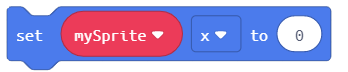 set mySprite x to 0